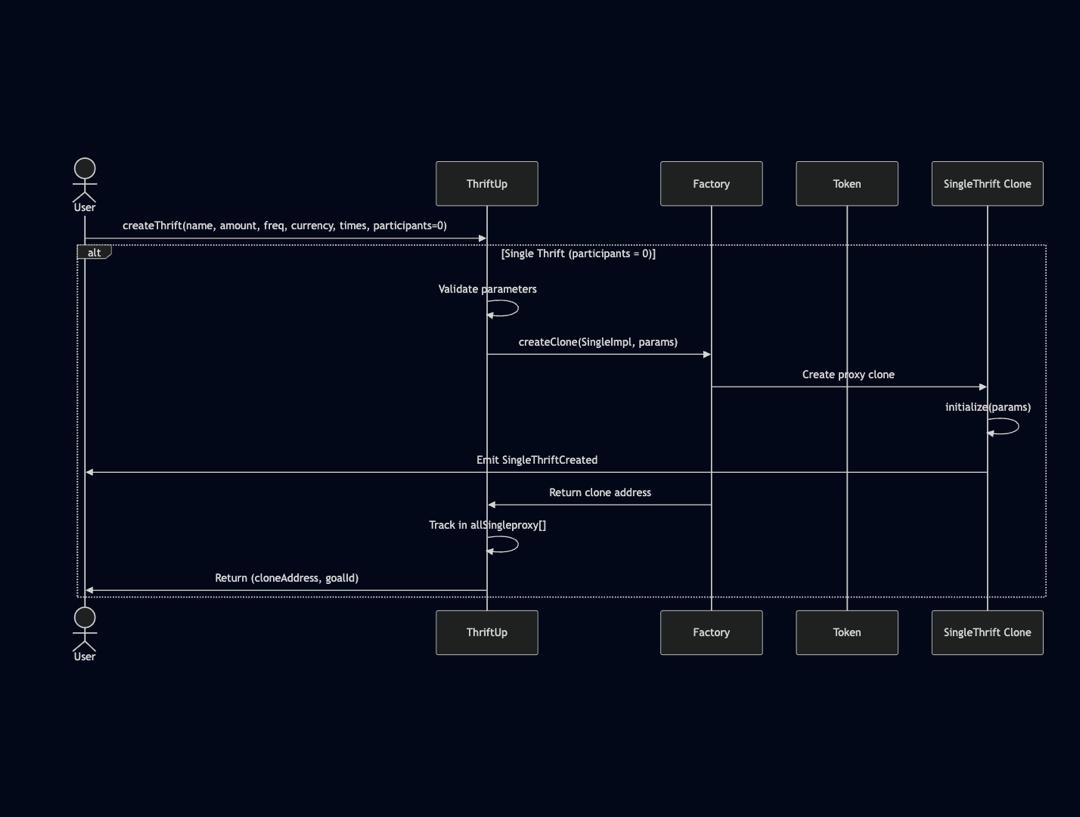 User
ThriftUp
Factory
Token
SingleThrift Clone
createThrift(name, amount, freq, currency, times, participants=0)
alt
[Single Thrift (participants = 0)]
Validate parameters
createClone(SingleImpl, params)
Create proxy clone
initialize(params)
Emit SingleThriftCreated
Return clone address
Track in allSingleproxy[]
Return (cloneAddress, goalId)
User
ThriftUp
Factory
Token
SingleThrift Clone